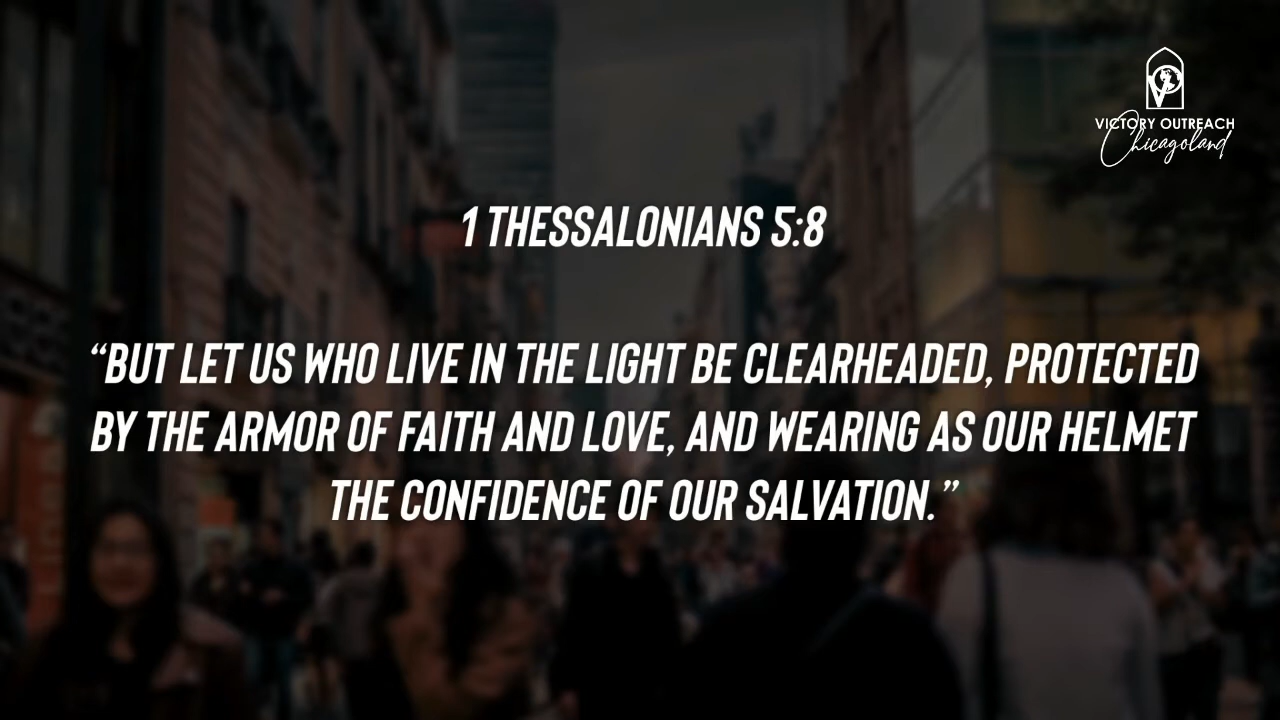 VICTORY OUTREACH
Chicagoland
1 THESSALONIANS 5:8
“BUT LET US WHO LIVE IN THE LIGHT BE CLEARHEADED, PROTECTED
BY THE ARMOR OF FAITH AND LOVE, AND WEARING AS OUR HELMET
THE CONFIDENCE OF OUR SALVATION.”